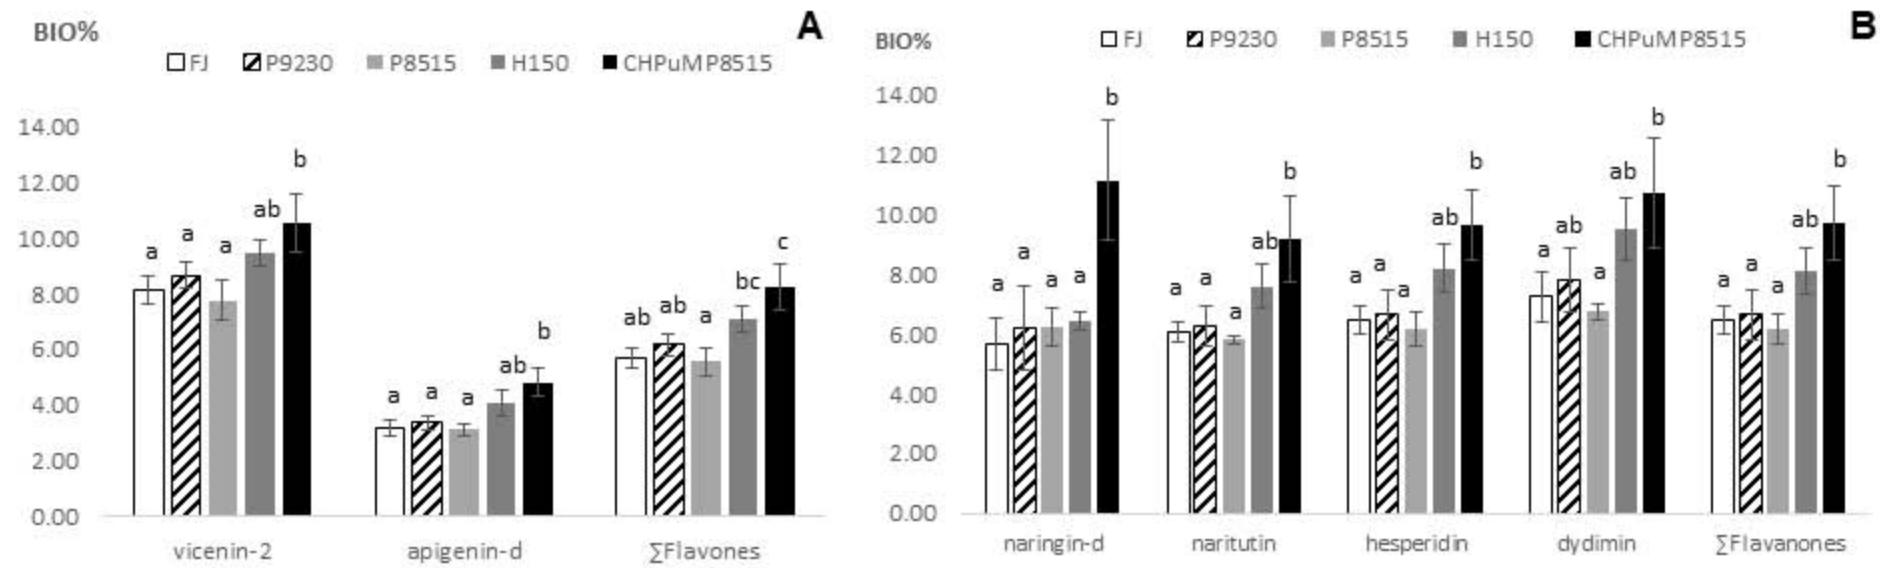 BIO%
A
FJ P9230 P8515 H150 CHPuMP8515
14.00
12.00
10.00
8.00
6.00
4.00
2.00
0.00
a a a ab b
a a a ab b
ab ab a bc c
vicenin-2 apigenin-d ∑Flavones
B
BIO%
FJ P9230 P8515 H150 CHPuMP8515
14.00
12.00
10.00
8.00
6.00
4.00
2.00
0.00
a a a a b
a a a ab b
a a a ab b
a ab a ab b
a a a ab b
naringin-d naritutin hesperidin dydimin ∑Flavanones